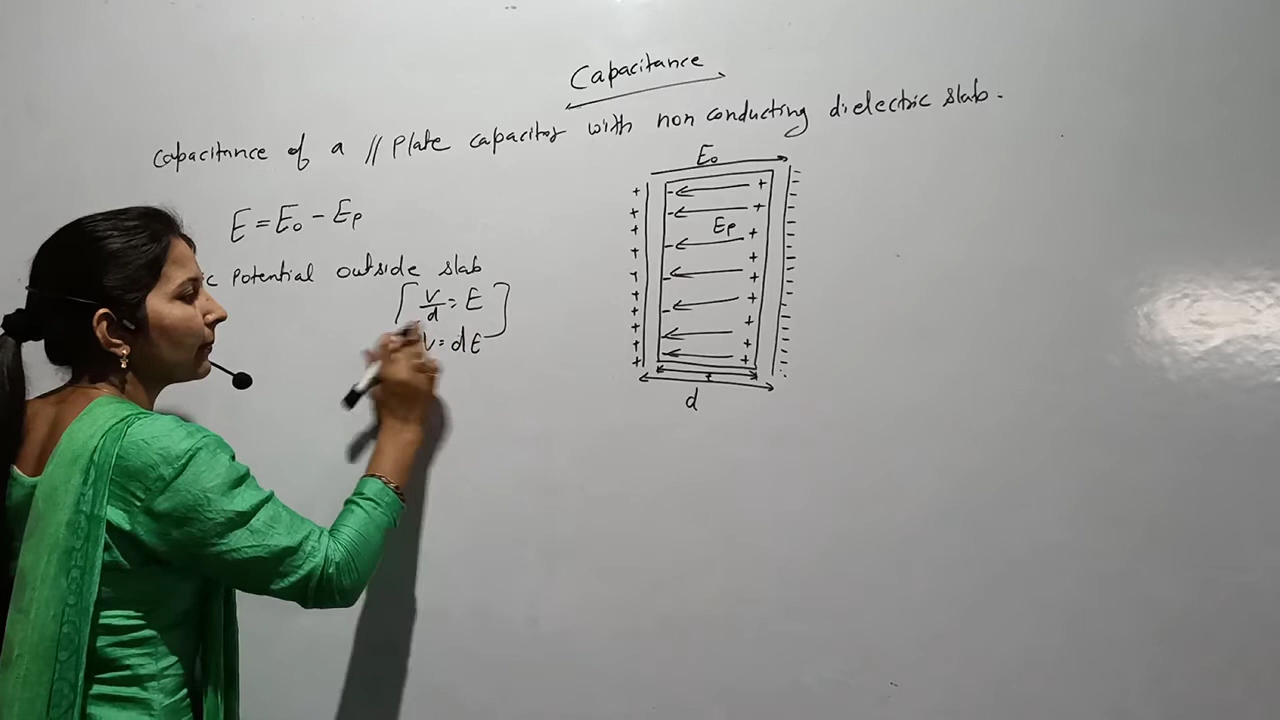 Capacitance
Capacitance of a // Plate capacitor with non conducting dielectric slab.
E = E₀ - Ep
Potential outside slab
[ V/d = E
V = dE ]
E₀
Ep
t
d